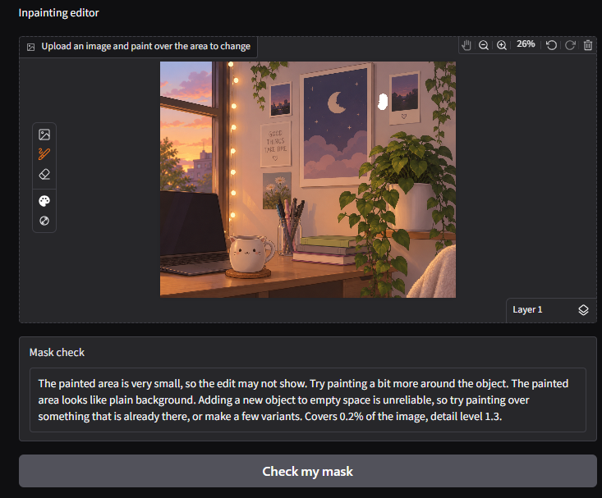 Inpainting editor
Upload an image and paint over the area to change
26%
GOOD
THINGS
TAKE TIME
Layer 1
Mask check
The painted area is very small, so the edit may not show. Try painting a bit more around the object. The painted
area looks like plain background. Adding a new object to empty space is unreliable, so try painting over
something that is already there, or make a few variants. Covers 0.2% of the image, detail level 1.3.
Check my mask